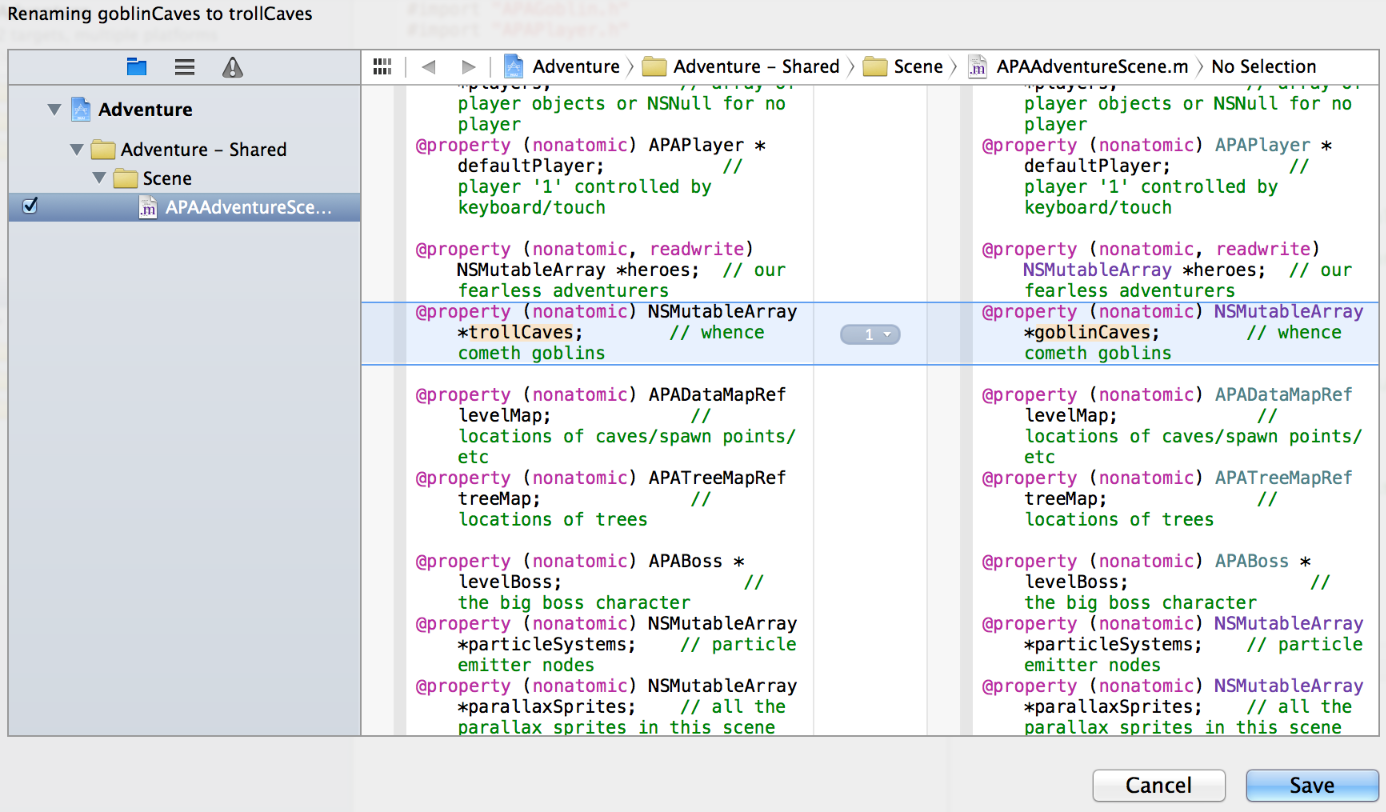 #import "APAGoblin.h"
Renaming goblinCaves to trollCaves
#import "APAPlayer.h"
targets, multiple platforms
Adventure Adventure – Shared Scene APAAdventureScene.m No Selection
Adventure
Adventure – Shared
Scene
APAAdventureSce...
*players; // array of
player objects or NSNull for no
player
@property (nonatomic) APAPlayer *
defaultPlayer; //
player '1' controlled by
keyboard/touch
@property (nonatomic, readwrite)
NSMutableArray *heroes; // our
fearless adventurers
@property (nonatomic) NSMutableArray
*trollCaves; // whence
cometh goblins
@property (nonatomic) APADataMapRef
levelMap; //
locations of caves/spawn points/
etc
@property (nonatomic) APATreeMapRef
treeMap; //
locations of trees
@property (nonatomic) APABoss *
levelBoss; //
the big boss character
@property (nonatomic) NSMutableArray
*particleSystems; // particle
emitter nodes
@property (nonatomic) NSMutableArray
*parallaxSprites; // all the
parallax sprites in this scene
1
*players; // array of
player objects or NSNull for no
player
@property (nonatomic) APAPlayer *
defaultPlayer; //
player '1' controlled by
keyboard/touch
@property (nonatomic, readwrite)
NSMutableArray *heroes; // our
fearless adventurers
@property (nonatomic) NSMutableArray
*goblinCaves; // whence
cometh goblins
@property (nonatomic) APADataMapRef
levelMap; //
locations of caves/spawn points/
etc
@property (nonatomic) APATreeMapRef
treeMap; //
locations of trees
@property (nonatomic) APABoss *
levelBoss; //
the big boss character
@property (nonatomic) NSMutableArray
*particleSystems; // particle
emitter nodes
@property (nonatomic) NSMutableArray
*parallaxSprites; // all the
parallax sprites in this scene
Cancel Save